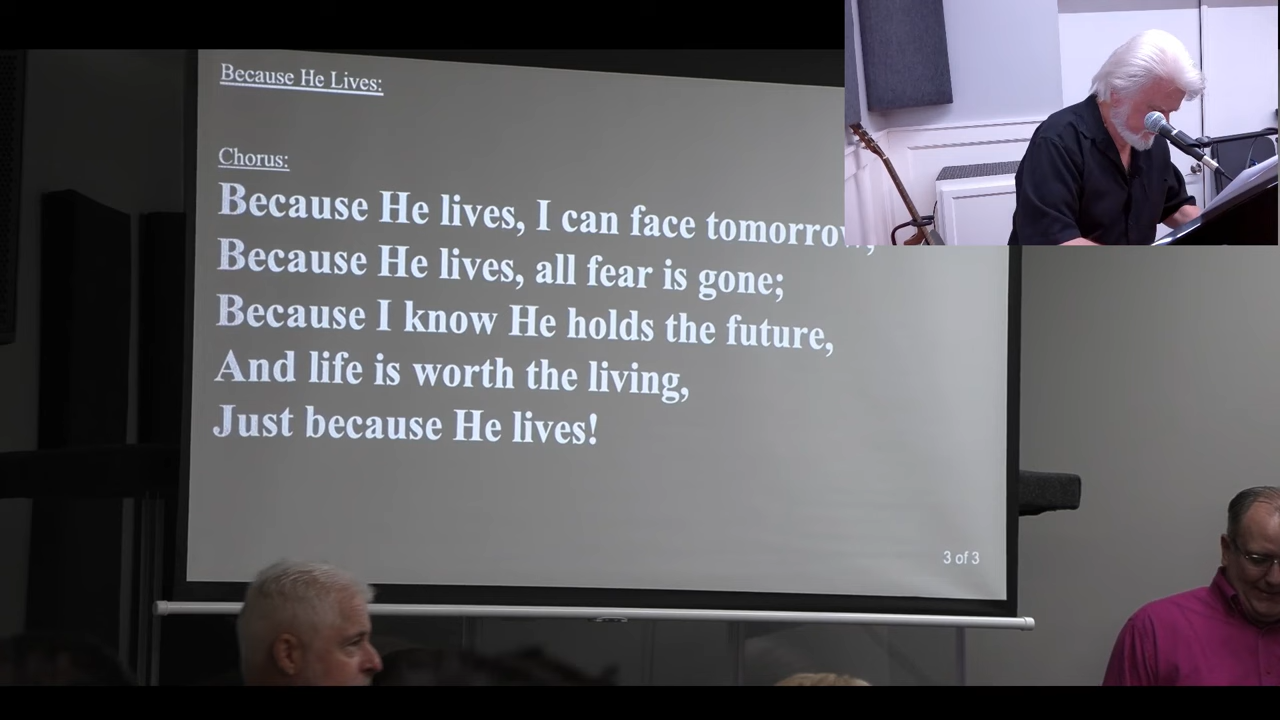 Because He Lives:
Chorus:
Because He lives, I can face tomorrow,
Because He lives, all fear is gone;
Because I know He holds the future,
And life is worth the living,
Just because He lives!
3 of 3